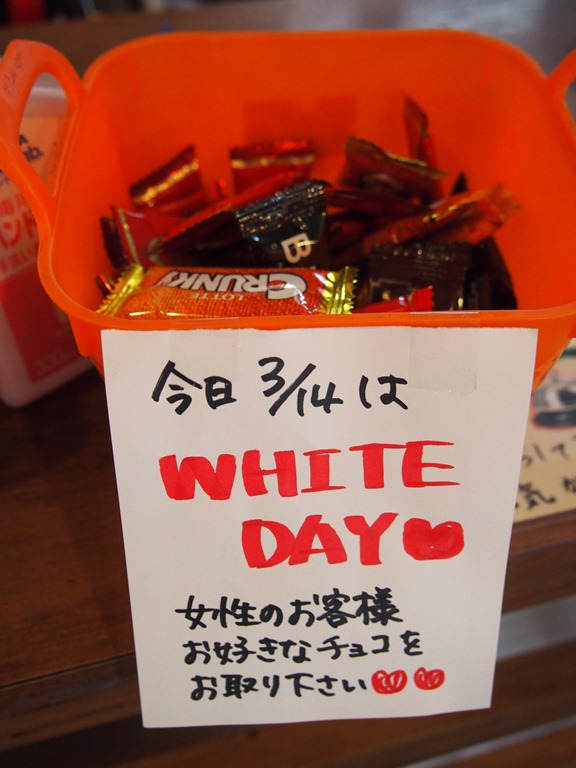 B
LOTTE
CRUNKY
今日 3/14 は
WHITE
DAY
女性のお客様
お好きなチョコを
お取り下さい